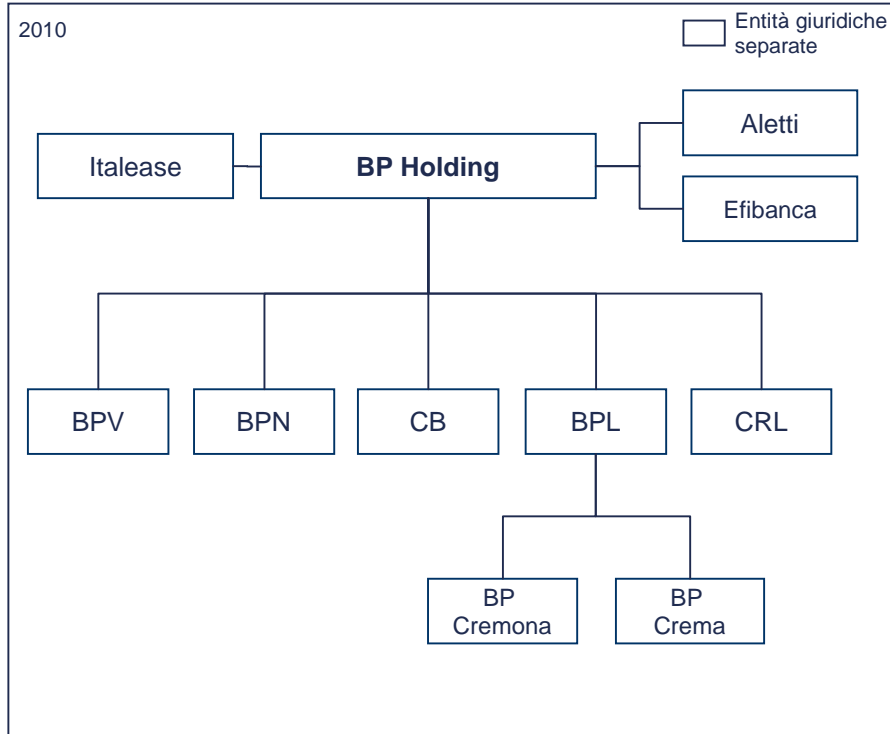 2010
Entità giuridiche
separate
Aletti
Italease
BP Holding
Efibanca
BPV
BPN
CB
BPL
CRL
BP
Cremona
BP
Crema